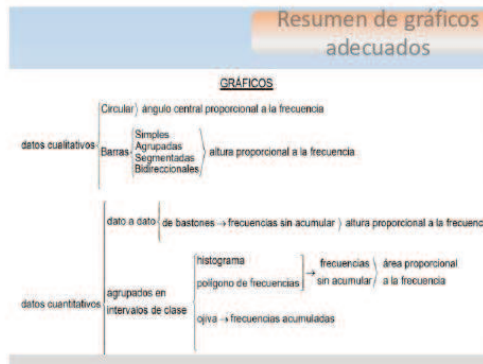 Resumen de gráficos
adecuados
GRÁFICOS
Circular ángulo central proporcional a la frecuencia
Simples
Agrupadas
datos cualitativos Barras altura proporcional a la frecuencia
Segmentadas
Bidireccionales
dato a dato de bastones → frecuencias sin acumular altura proporcional a la frecuenc
histograma
→ frecuencias área proporcional
polígono de frecuencias sin acumular a la frecuencia
agrupados en
datos cuantitativos intervalos de clase
ojiva → frecuencias acumuladas